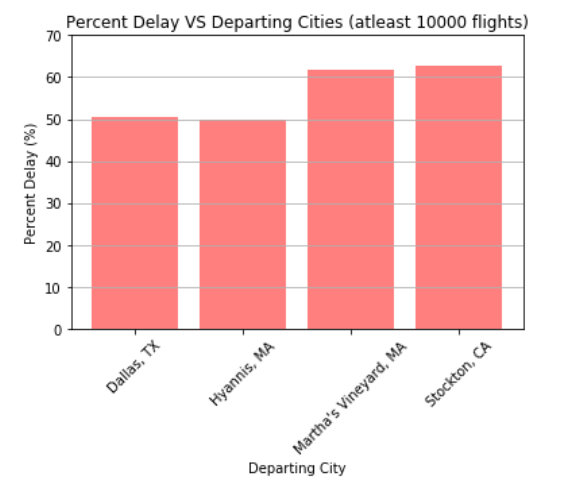 Percent Delay VS Departing Cities (atleast 10000 flights)
70
60
50
40
30
20
10
0
Percent Delay (%)
Dallas, TX
Hyannis, MA
Martha's Vineyard, MA
Stockton, CA
Departing City